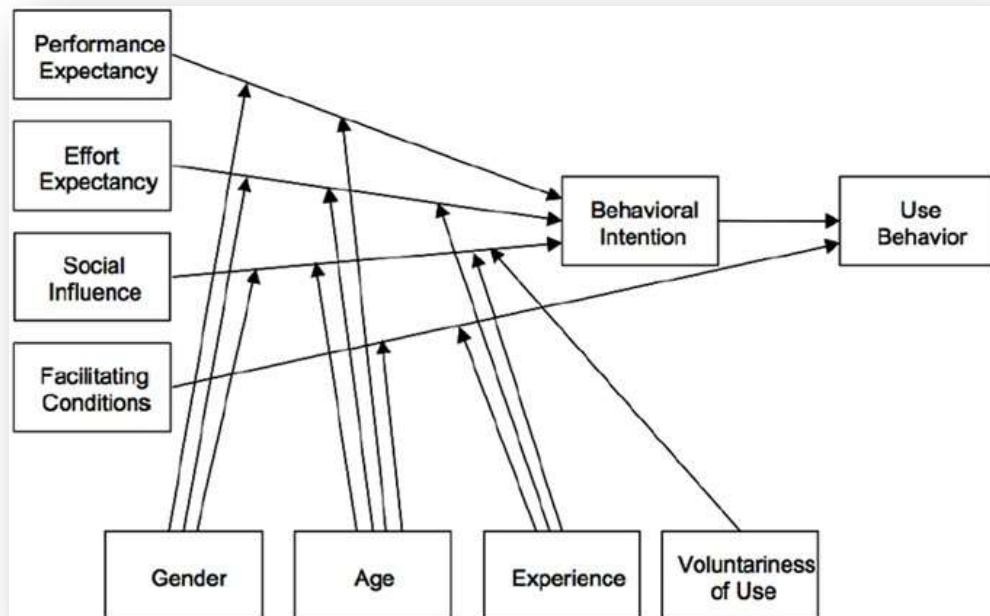 Performance
Expectancy
Effort
Expectancy
Social
Influence
Facilitating
Conditions
Behavioral
Intention
Use
Behavior
Gender
Age
Experience
Voluntariness
of Use